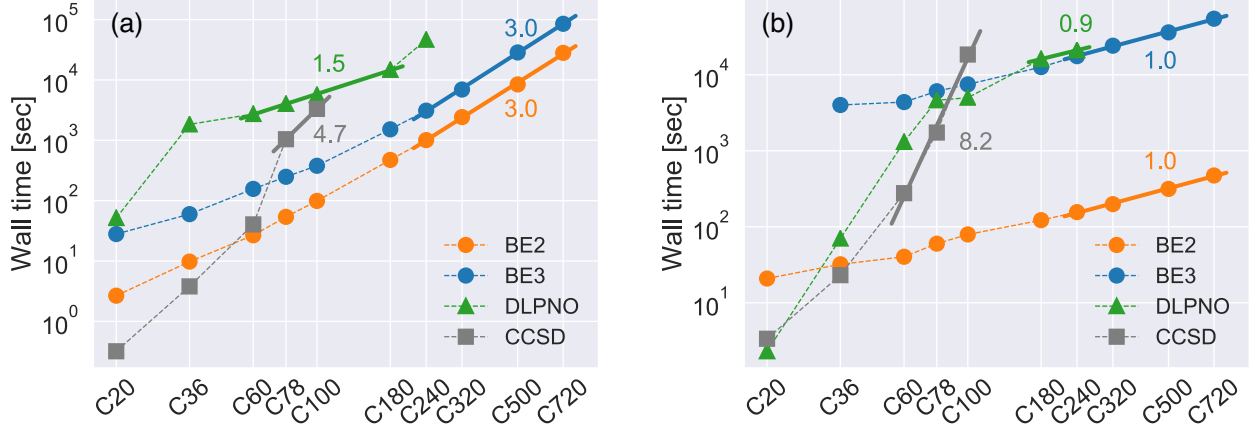 (a)
Wall time [sec]
10^5
10^4
10^3
10^2
10^1
10^0
3.0
1.5
3.0
4.7
BE2
BE3
DLPNO
CCSD
C20
C36
C60
C78
C100
C180
C240
C320
C500
C720
(b)
Wall time [sec]
10^4
10^3
10^2
10^1
0.9
1.0
8.2
1.0
BE2
BE3
DLPNO
CCSD
C20
C36
C60
C78
C100
C180
C240
C320
C500
C720